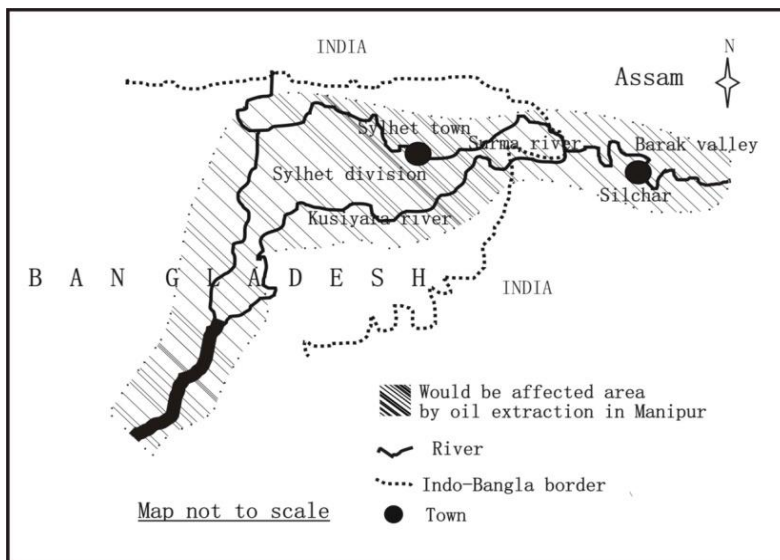 INDIA
N
Assam
Sylhet town
Surma river
Barak valley
Sylhet division
Silchar
Kusiyara river
BANGLADESH
INDIA
Would be affected area
by oil extraction in Manipur
River
Indo-Bangla border
Map not to scale
Town